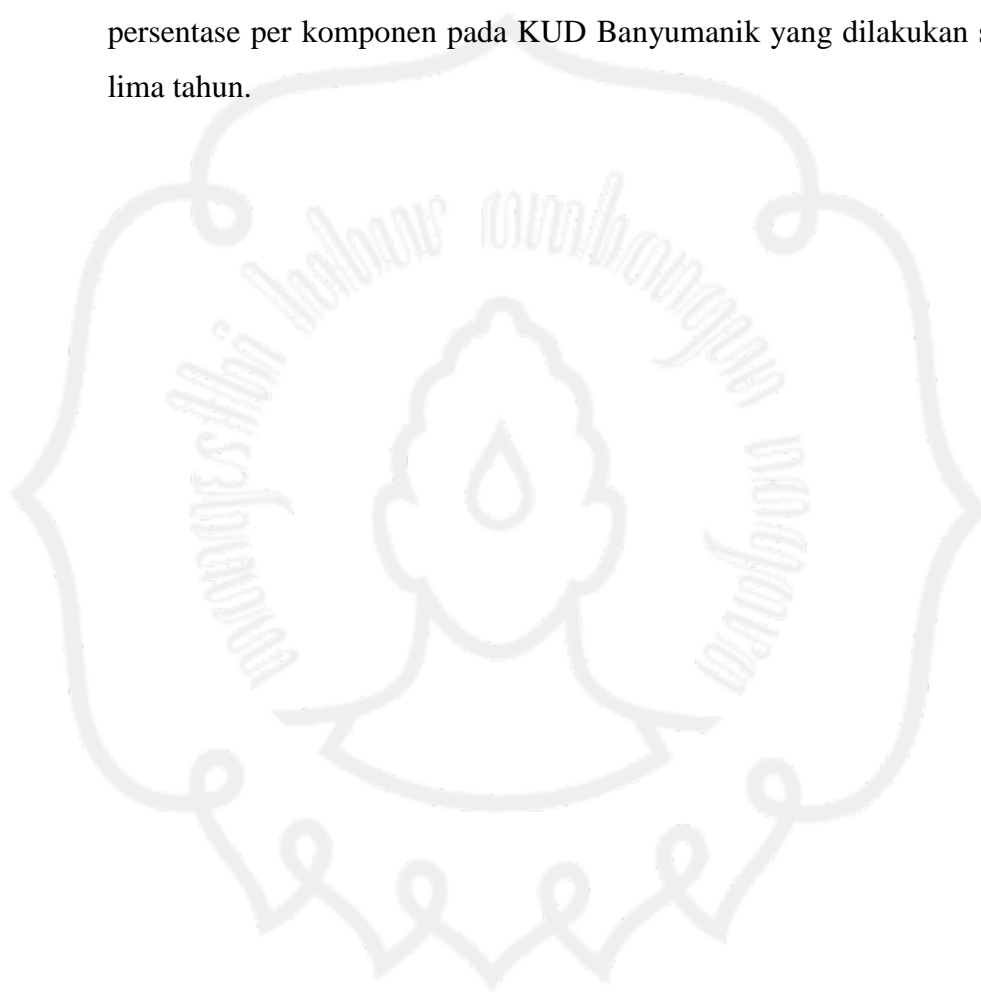 persentase per komponen pada KUD Banyumanik yang dilakukan s
lima tahun.